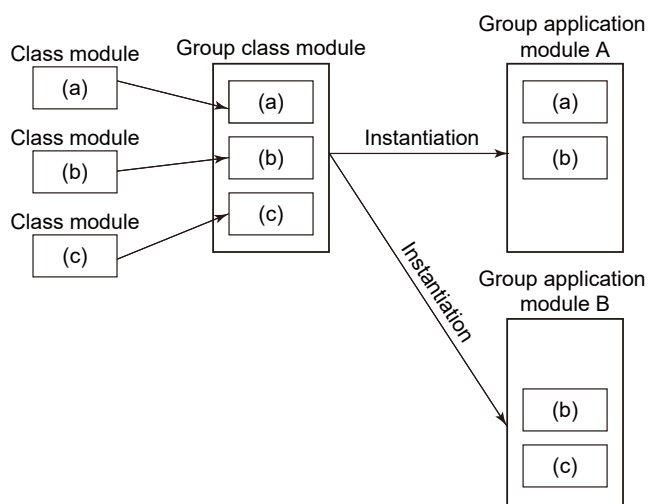 Class module
(a)
Class module
(b)
Class module
(c)
Group class module
(a)
(b)
(c)
Instantiation
Instantiation
Group application
module A
(a)
(b)
Group application
module B
(b)
(c)